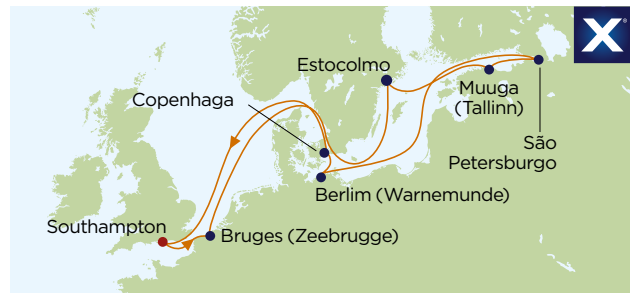 X
Estocolmo
Copenhaga
Muuga
(Tallinn)
São
Petersburgo
Berlim (Warnemunde)
Southampton
Bruges (Zeebrugge)